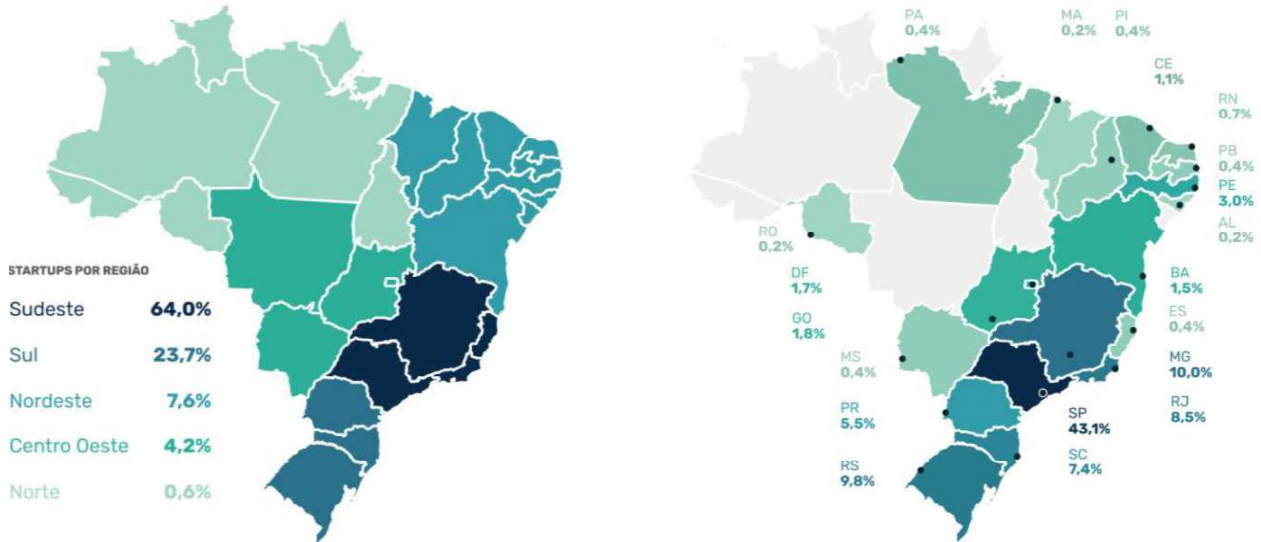 STARTUPS POR REGIÃO
Sudeste 64,0%
Sul 23,7%
Nordeste 7,6%
Centro Oeste 4,2%
Norte 0,6%
PA
0,4%
MA
0,2%
PI
0,4%
CE
1,1%
RN
0,7%
PB
0,4%
PE
3,0%
AL
0,2%
RO
0,2%
DF
1,7%
BA
1,5%
GO
1,8%
ES
0,4%
MS
0,4%
MG
10,0%
PR
5,5%
SP
43,1%
RJ
8,5%
RS
9,8%
SC
7,4%